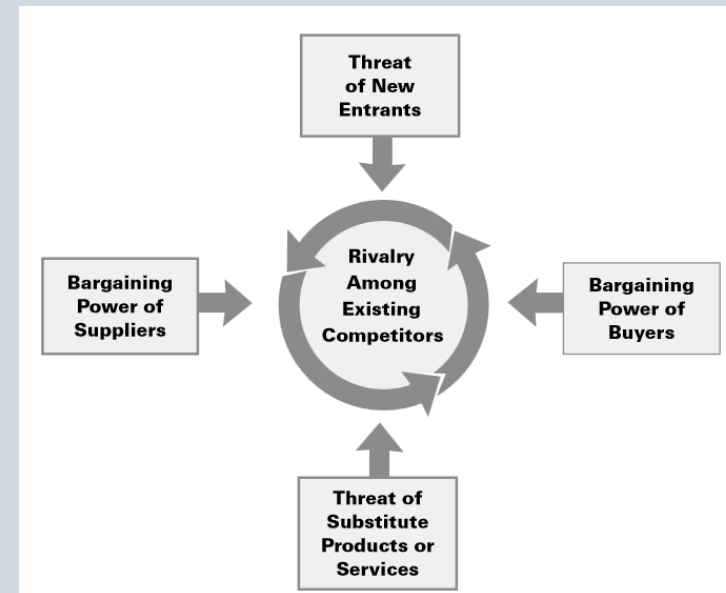 Threat
of New
Entrants
Bargaining
Power of
Suppliers
Rivalry
Among
Existing
Competitors
Bargaining
Power of
Buyers
Threat of
Substitute
Products or
Services